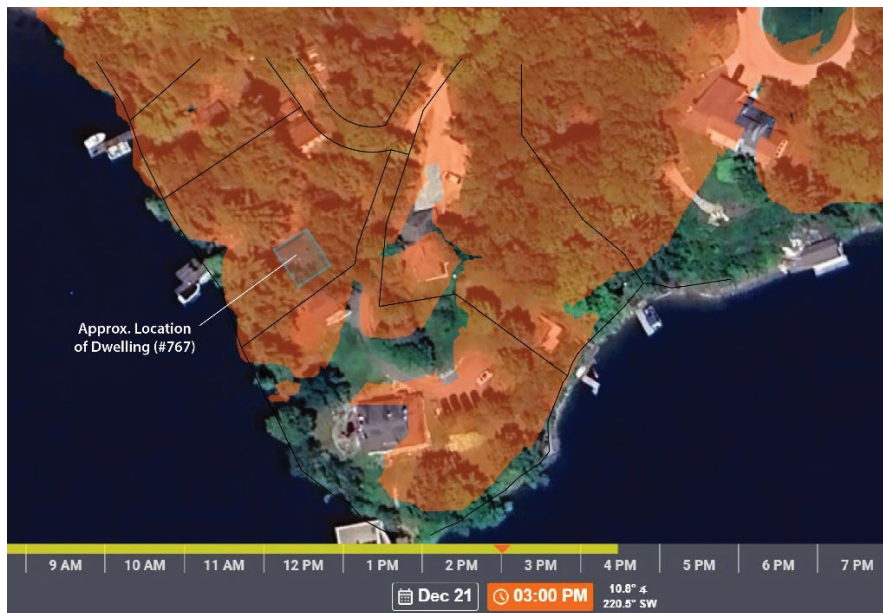 Approx. Location
of Dwelling (#767)
9 AM 10 AM 11 AM 12 PM 1 PM 2 PM 3 PM 4 PM 5 PM 6 PM 7 PM
Dec 21 03:00 PM 10.8° ∡
220.5° SW